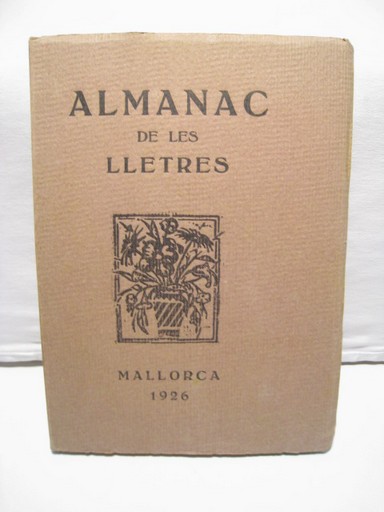 ALMANAC
DE LES
LLETRES
MALLORCA
1926